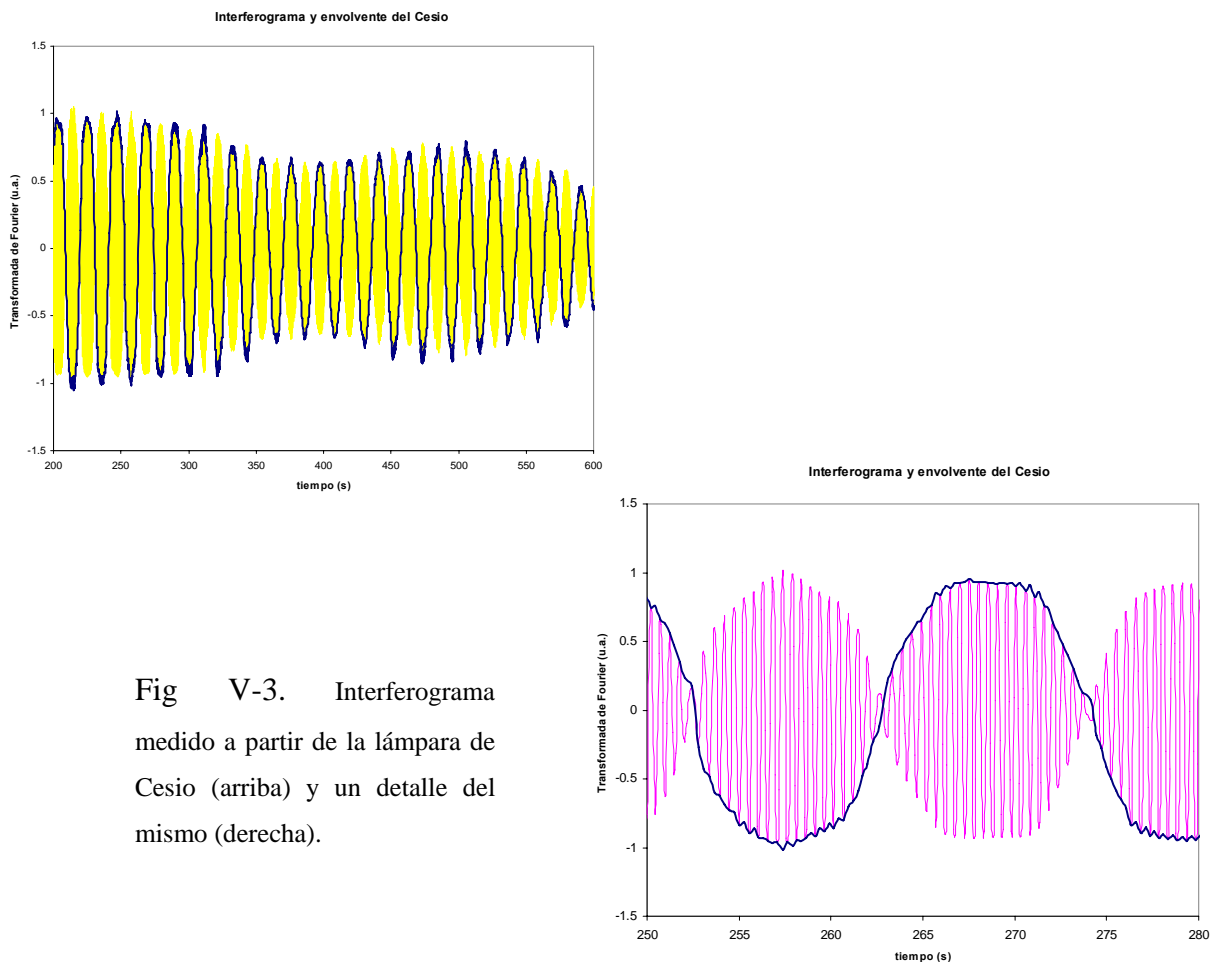 Interferograma y envolvente del Cesio
1.5
1
0.5
0
-0.5
-1
-1.5
Transformada de Fourier (u.a.)
200 250 300 350 400 450 500 550 600
tiempo (s)
Interferograma y envolvente del Cesio
1.5
1
0.5
0
-0.5
-1
-1.5
Transformada de Fourier (u.a.)
250 255 260 265 270 275 280
tiempo (s)
Fig V-3. Interferograma
medido a partir de la lámpara de
Cesio (arriba) y un detalle del
mismo (derecha).